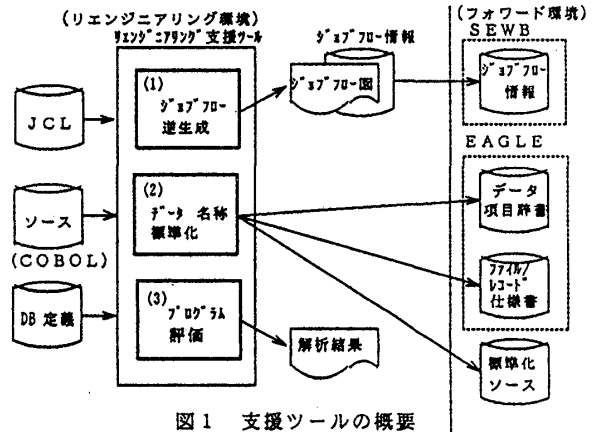 (リエンジニアリング環境)
ﾘｴﾝｼﾞﾆｱﾘﾝｸﾞ支援ﾂｰﾙ
ｼﾞｮﾌﾞﾌﾛｰ情報
(フォワード環境)
SEWB
JCL
(1)
ｼﾞｮﾌﾞﾌﾛｰ
逆生成
ｼﾞｮﾌﾞﾌﾛｰ図
ｼﾞｮﾌﾞﾌﾛｰ
情報
EAGLE
ソース
(COBOL)
(2)
ﾃﾞｰﾀ 名称
標準化
データ
項目辞書
ﾌｧｲﾙ/
ﾚｺｰﾄﾞ
仕様書
DB定義
(3)
ﾌﾟﾛｸﾞﾗﾑ
評価
解析結果
標準化
ソース
図1 支援ツールの概要